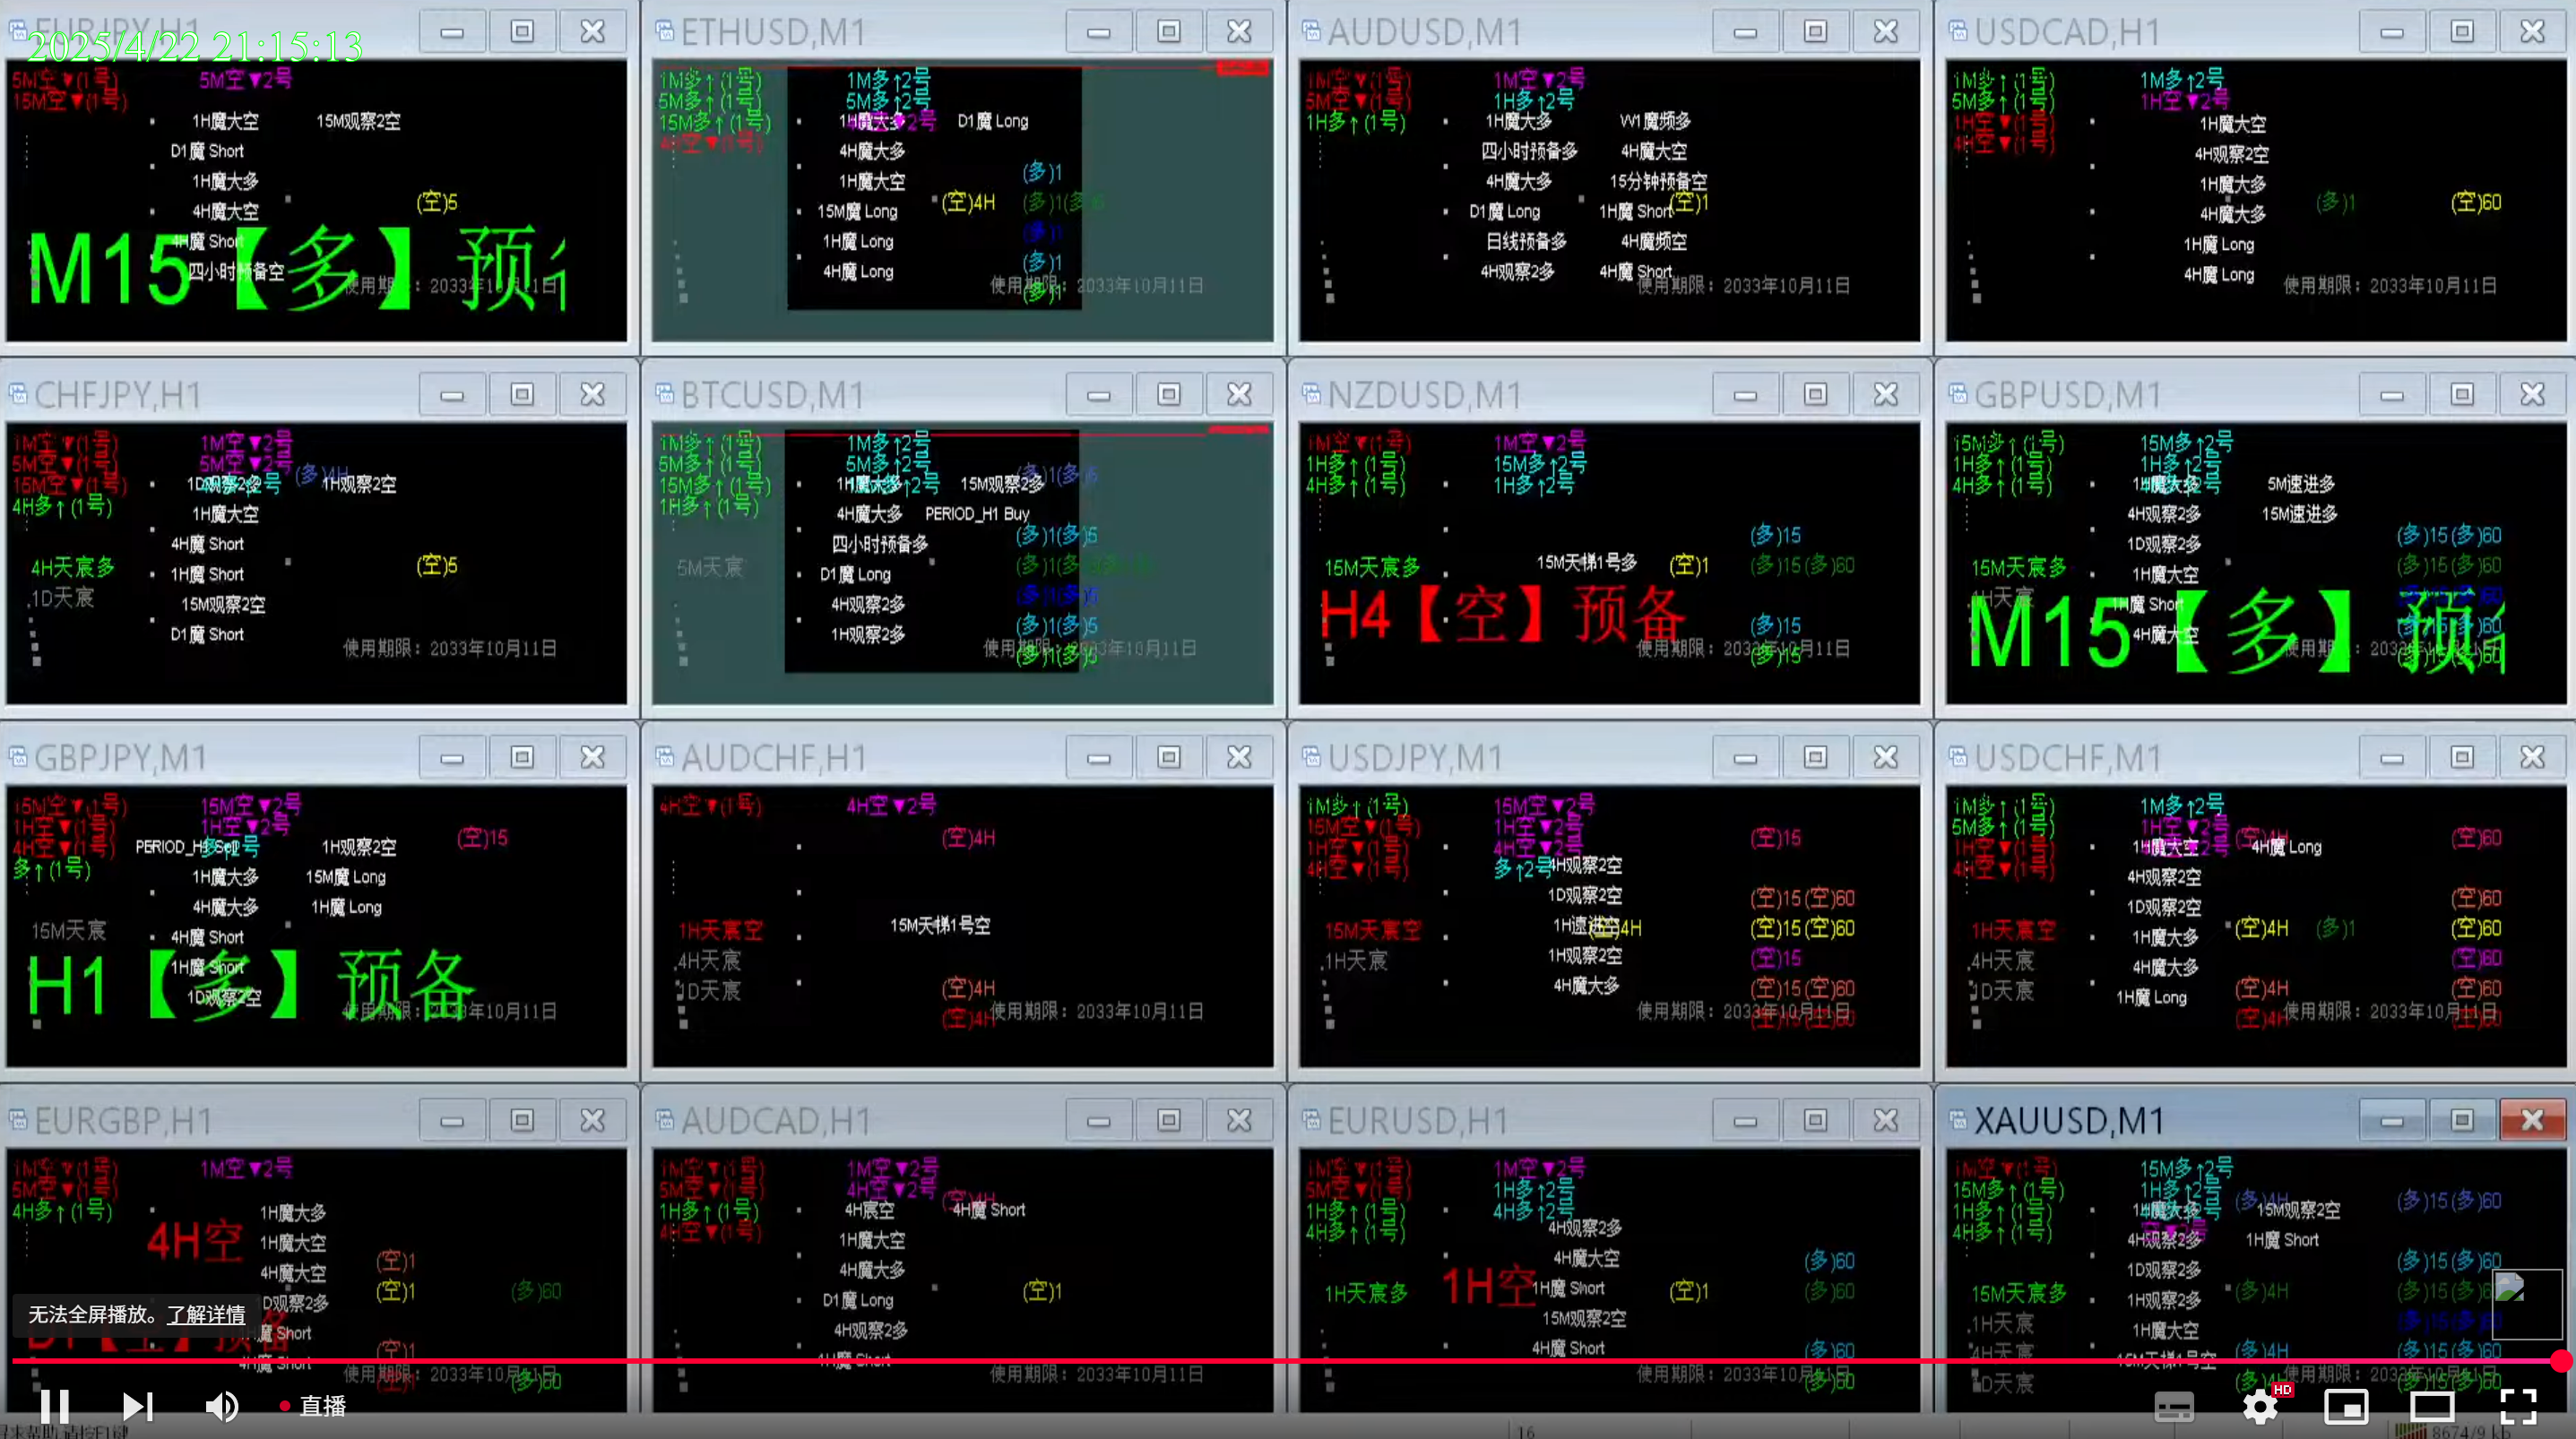 EURJPY,H1
2025/4/22 21:15:13
5M空▼(1号)
5M空▼2号
15M空▼(1号)
1H魔大空
15M观察2空
D1魔 Short
1H魔大多
(空)5
4H魔大空
4H魔 Short
M15【多】预
四小时预备空
使用期限：2033年10月11日
ETHUSD,M1
1M多↑(1号)
1M多↑2号
5M多↑(1号)
5M多↑2号
15M多↑(1号)
1H魔大多
D1魔 Long
4H空▼(1号)
4H魔大多
(多)1
1H魔大空
(空)4H
15M魔 Long
(多)1
1H魔 Long
(多)1
4H魔 Long
使用期限：2033年10月11日
(多)1
AUDUSD,M1
1M空▼(1号)
1M空▼2号
5M空▼(1号)
1H多↑2号
1H多↑(1号)
1H魔大多
W1魔频多
四小时预备多
4H魔大空
4H魔大多
15分钟预备空
D1魔 Long
1H魔 Short
(空)1
日线预备多
4H魔频空
4H观察2多
4H魔 Short
使用期限：2033年10月11日
USDCAD,H1
1M多↑(1号)
1M多↑2号
5M多↑(1号)
1H空▼2号
1H空▼(1号)
1H魔大空
4H空▼(1号)
4H观察2空
1H魔大多
(多)1
(空)60
4H魔大多
1H魔 Long
4H魔 Long
使用期限：2033年10月11日
CHFJPY,H1
1M空▼(1号)
1M空▼2号
5M空▼(1号)
5M空▼2号
(多)4H
15M空▼(1号)
1D观察2多
1H观察2空
4H多↑(1号)
1H魔大空
4H魔 Short
4H天宸多
1H魔 Short
(空)5
1D天宸
15M观察2空
D1魔 Short
使用期限：2033年10月11日
BTCUSD,M1
1M多↑(1号)
1M多↑2号
5M多↑(1号)
5M多↑2号
(多)1(多)5
15M多↑(1号)
1H魔大多
15M观察2多
1H多↑(1号)
4H魔大多
PERIOD_H1 Buy
四小时预备多
(多)1(多)5
5M天宸
D1魔 Long
4H观察2多
(多)1(多)5
1H观察2多
(多)1(多)5
使用期限：2033年10月11日
(多)1(多)5
NZDUSD,M1
1M空▼(1号)
1M空▼2号
1H多↑(1号)
15M多↑2号
4H多↑(1号)
1H多↑2号
(多)15
15M天宸多
15M天梯1号多
(空)1
(多)15(多)60
H4【空】预备
(多)15
使用期限：2033年10月11日
(多)15
GBPUSD,M1
15M多↑(1号)
15M多↑2号
1H多↑(1号)
1H多↑2号
4H多↑(1号)
1H魔大多
5M速进多
4H观察2多
15M速进多
1D观察2多
(多)15(多)60
15M天宸多
1H魔大空
(多)15(多)60
1H魔 Short
M15【多】预
4H魔大空
GBPJPY,M1
15M空▼(1号)
15M空▼2号
1H空▼(1号)
1H空▼2号
(空)15
4H空▼(1号)
PERIOD_H1 Sell
1H观察2空
多↑(1号)
1H魔大多
15M魔 Long
4H魔大多
1H魔 Long
15M天宸
4H魔 Short
1H魔 Short
H1【多】预备
1D观察2空
使用期限：2033年10月11日
AUDCHF,H1
4H空▼(1号)
4H空▼2号
(空)4H
1H天宸空
15M天梯1号空
4H天宸
1D天宸
(空)4H
(空)4H
使用期限：2033年10月11日
USDJPY,M1
1M多↑(1号)
15M空▼2号
15M空▼(1号)
1H空▼2号
(空)15
1H空▼(1号)
4H空▼2号
4H空▼(1号)
多↑2号
4H观察2空
1D观察2空
(空)15(空)60
15M天宸空
1H速进空
(空)15(空)60
1H天宸
1H观察2空
(空)15
4H魔大多
(空)15(空)60
使用期限：2033年10月11日
USDCHF,M1
1M多↑(1号)
1M多↑2号
5M多↑(1号)
1H空▼2号
(空)4H
(空)60
1H空▼(1号)
1H魔大空
4H魔 Long
4H空▼(1号)
4H观察2空
1D观察2空
(空)60
1H天宸空
1H魔大多
(空)4H
(多)1
(空)60
4H天宸
4H魔大多
(空)60
1D天宸
1H魔 Long
(空)4H
(空)60
(空)4H
使用期限：2033年10月11日
EURGBP,H1
1M空▼(1号)
1M空▼2号
5M空▼(1号)
4H多↑(1号)
1H魔大多
4H空
1H魔大空
4H魔大空
(空)1
(空)1
(多)60
D观察2多
无法全屏播放。了解详情
魔 Short
(空)1
4H魔 Short
使用期限：2033年10月11日
(多)60
AUDCAD,H1
1M空▼(1号)
1M空▼2号
5M空▼(1号)
4H空▼2号
(空)4H
1H多↑(1号)
4H宸空
4H魔 Short
4H空▼(1号)
1H魔大空
4H魔大多
(空)1
D1魔 Long
4H观察2多
1H魔 Short
使用期限：2033年10月11日
EURUSD,H1
1M空▼(1号)
1M空▼2号
5M空▼(1号)
1H多↑2号
1H多↑(1号)
4H多↑2号
4H多↑(1号)
4H观察2多
4H魔大空
(多)60
1H天宸多
1H空
1H魔 Short
(空)1
(多)60
15M观察2空
4H魔 Short
(多)60
使用期限：2033年10月11日
(多)60
XAUUSD,M1
1M空▼(1号)
15M多↑2号
15M多↑(1号)
1H多↑2号
(多)4H
(多)15(多)60
1H多↑(1号)
15M观察2空
4H多↑(1号)
4H观察2多
1H魔 Short
1D观察2多
(多)15(多)60
15M天宸多
1H观察2多
(多)4H
1H天宸
1H魔大空
4H天宸
15M天梯1号空
(多)4H
(多)15(多)60
使用期限：2033年10月11日
直播
HD
16
8674/9 kb